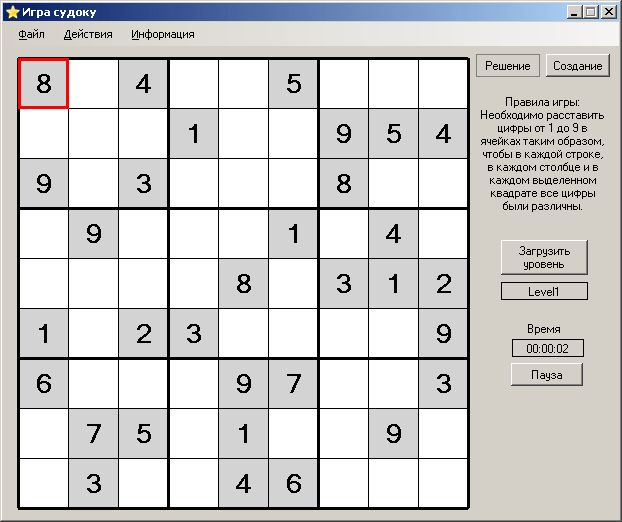 Игра судоку
Файл Действия Информация
8 4 5
1 9 5 4
9 3 8
9 1 4
8 3 1 2
1 2 3 9
6 9 7 3
7 5 1 9
3 4 6
Решение Создание
Правила игры:
Необходимо расставить
цифры от 1 до 9 в
ячейках таким образом,
чтобы в каждой строке,
в каждом столбце и в
каждом выделенном
квадрате все цифры
были различны.
Загрузить
уровень
Level1
Время
00:00:02
Пауза